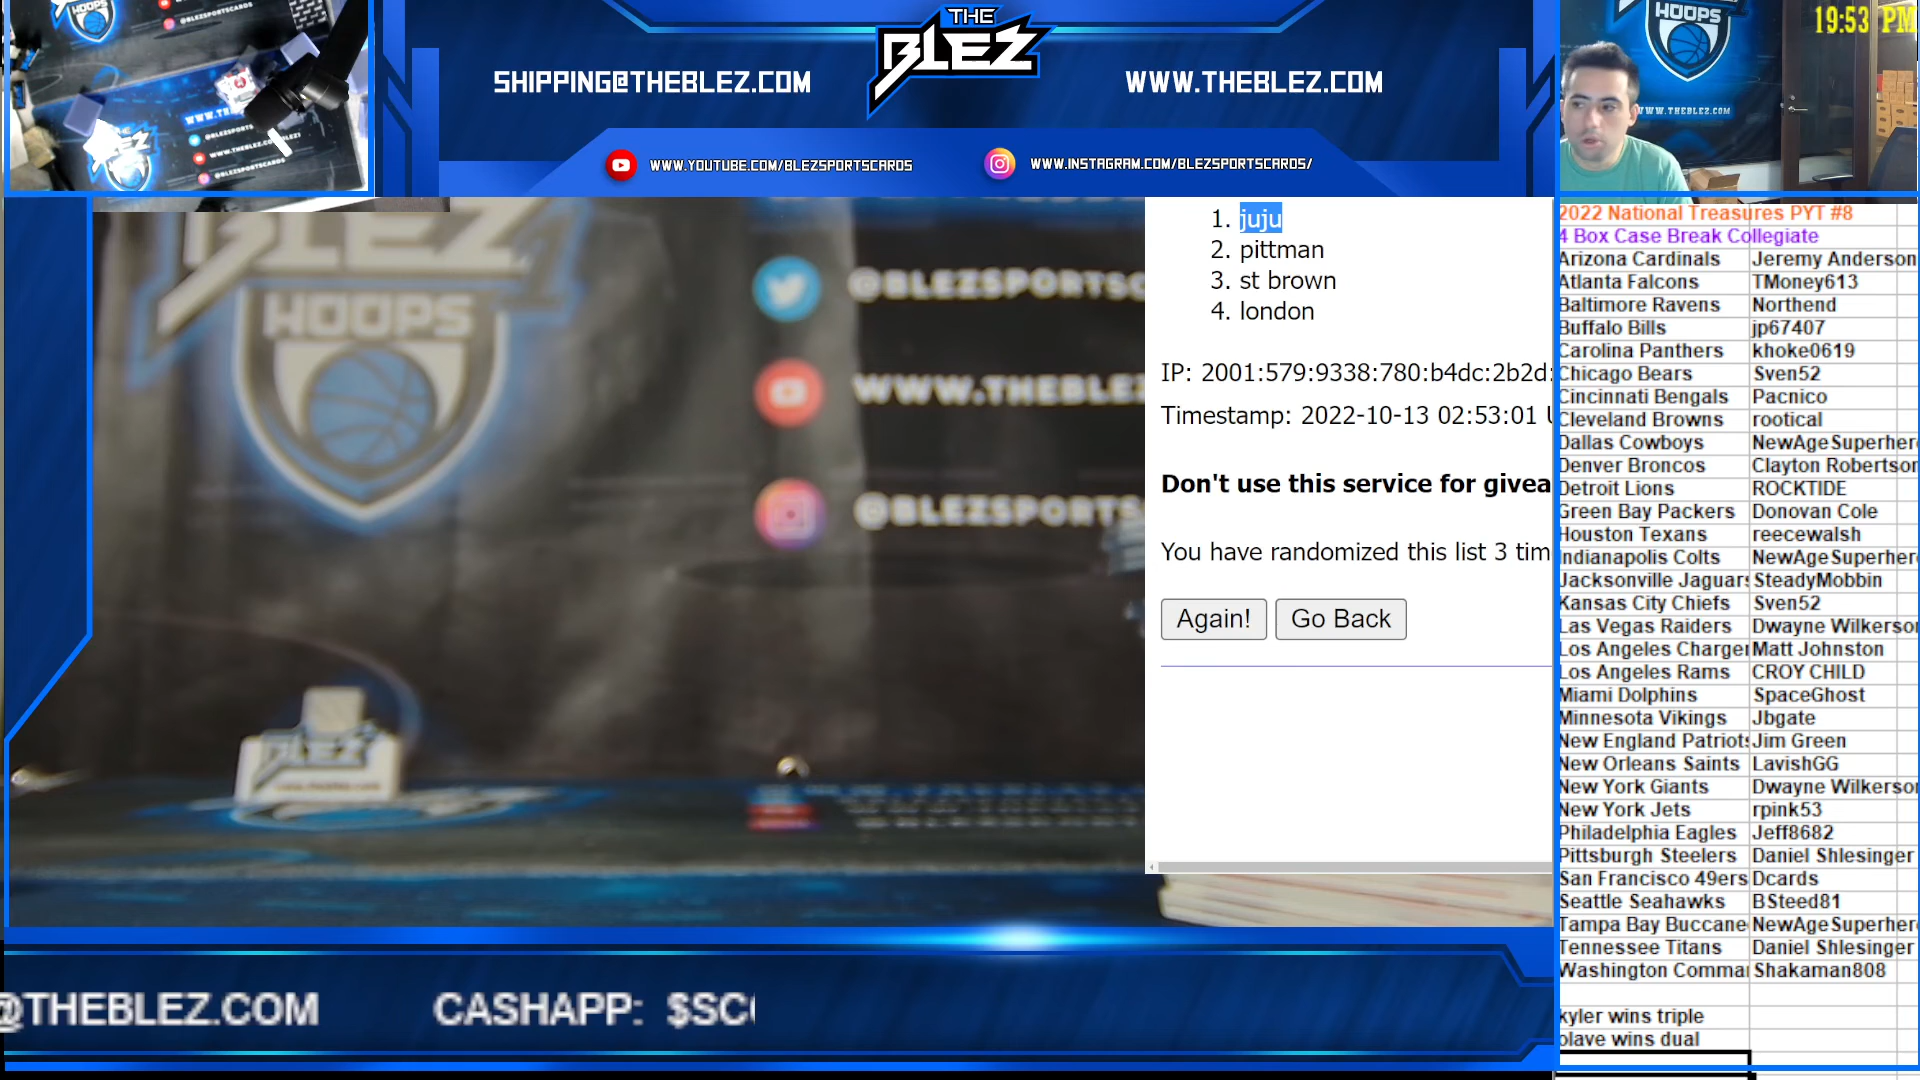 THE
BLEZ
SHIPPING@THEBLEZ.COM
WWW.THEBLEZ.COM
WWW.YOUTUBE.COM/BLEZSPORTSCARDS
WWW.INSTAGRAM.COM/BLEZSPORTSCARDS/
HOOPS
WWW.THEBLEZ.COM
19:53 PM
HOOPS
@BLEZSPORTSC
WWW.THEBLEZ
@BLEZSPORTS
BLEZ
1. juju
2. pittman
3. st brown
4. london
IP: 2001:579:9338:780:b4dc:2b2d:
Timestamp: 2022-10-13 02:53:01 U
Don't use this service for givea
You have randomized this list 3 tim
Again! Go Back
2022 National Treasures PYT #8
4 Box Case Break Collegiate
Arizona Cardinals Jeremy Anderson
Atlanta Falcons TMoney613
Baltimore Ravens Northend
Buffalo Bills jp67407
Carolina Panthers khoke0619
Chicago Bears Sven52
Cincinnati Bengals Pacnico
Cleveland Browns rootical
Dallas Cowboys NewAgeSuperher
Denver Broncos Clayton Robertson
Detroit Lions ROCKTIDE
Green Bay Packers Donovan Cole
Houston Texans reecewalsh
Indianapolis Colts NewAgeSuperher
Jacksonville Jaguars SteadyMobbin
Kansas City Chiefs Sven52
Las Vegas Raiders Dwayne Wilkerson
Los Angeles Charger Matt Johnston
Los Angeles Rams CROY CHILD
Miami Dolphins SpaceGhost
Minnesota Vikings Jbgate
New England Patriots Jim Green
New Orleans Saints LavishGG
New York Giants Dwayne Wilkerson
New York Jets rpink53
Philadelphia Eagles Jeff8682
Pittsburgh Steelers Daniel Shlesinger
San Francisco 49ers Dcards
Seattle Seahawks BSteed81
Tampa Bay Buccane NewAgeSuperher
Tennessee Titans Daniel Shlesinger
Washington Comma Shakaman808
kyler wins triple
olave wins dual
@THEBLEZ.COM CASHAPP: $SC